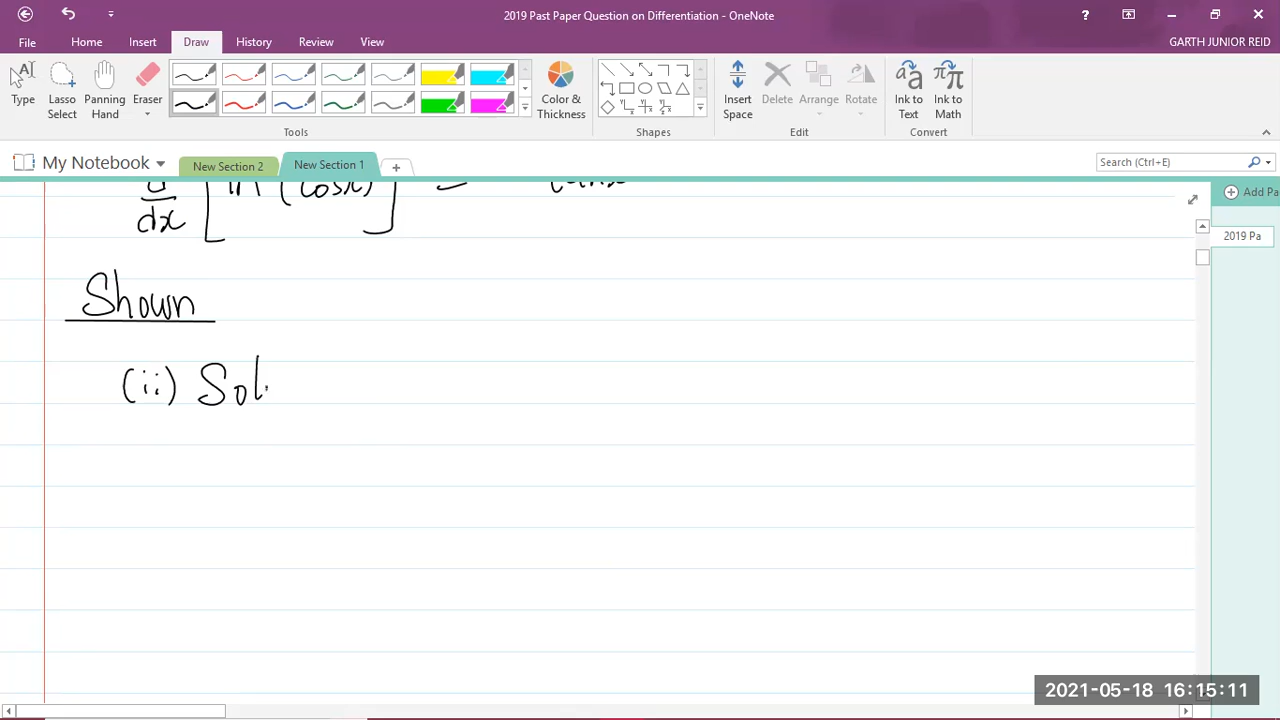 2019 Past Paper Question on Differentiation - OneNote
File Home Insert Draw History Review View GARTH JUNIOR REID
Type Lasso Select Panning Hand Eraser Color & Thickness Insert Space Delete Arrange Rotate Ink to Text Ink to Math
Tools Shapes Edit Convert
My Notebook New Section 2 New Section 1 Search (Ctrl+E)
Add Pa
2019 Pa
d/dx [ln (cosx)] =
Shown
(ii) Sol
2021-05-18 16:15:11